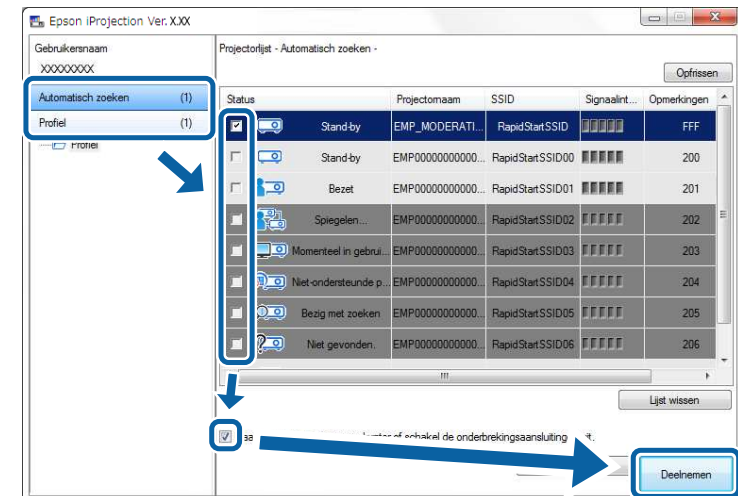 Epson iProjection Ver. X.XX
Gebruikersnaam
XXXXXXXX
Automatisch zoeken (1)
Profiel (1)
Profiel
Projectorlijst - Automatisch zoeken -
Opfrissen
Status Projectornaam SSID Signaalint... Opmerkingen
Stand-by EMP_MODERATI... RapidStartSSID FFF
Stand-by EMP00000000000... RapidStartSSID00 200
Bezet EMP00000000000... RapidStartSSID01 201
Spiegelen... EMP00000000000... RapidStartSSID02 202
Momenteel in gebrui... EMP00000000000... RapidStartSSID03 203
Niet-ondersteunde p... EMP00000000000... RapidStartSSID04 204
Bezig met zoeken EMP00000000000... RapidStartSSID05 205
Niet gevonden. EMP00000000000... RapidStartSSID06 206
Lijst wissen
of schakel de onderbrekingsaansluiting
Deelnemen